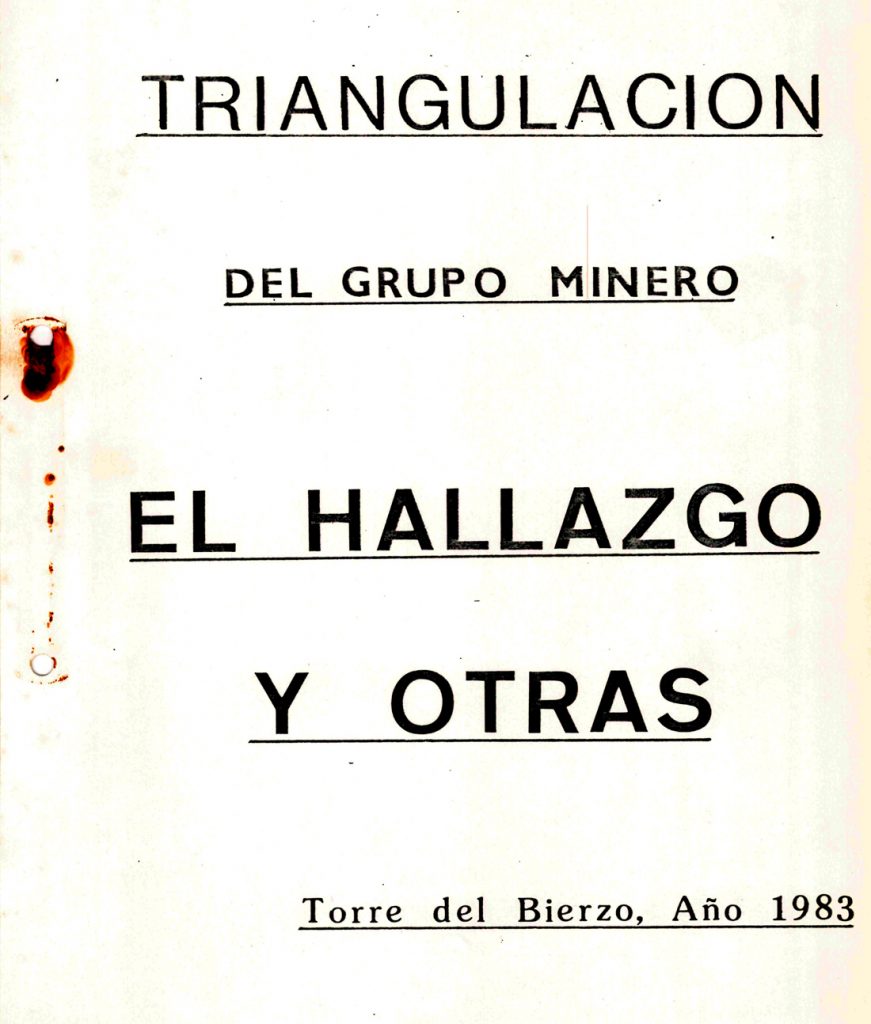 TRIANGULACION
DEL GRUPO MINERO
EL HALLAZGO
Y OTRAS
Torre del Bierzo, Año 1983